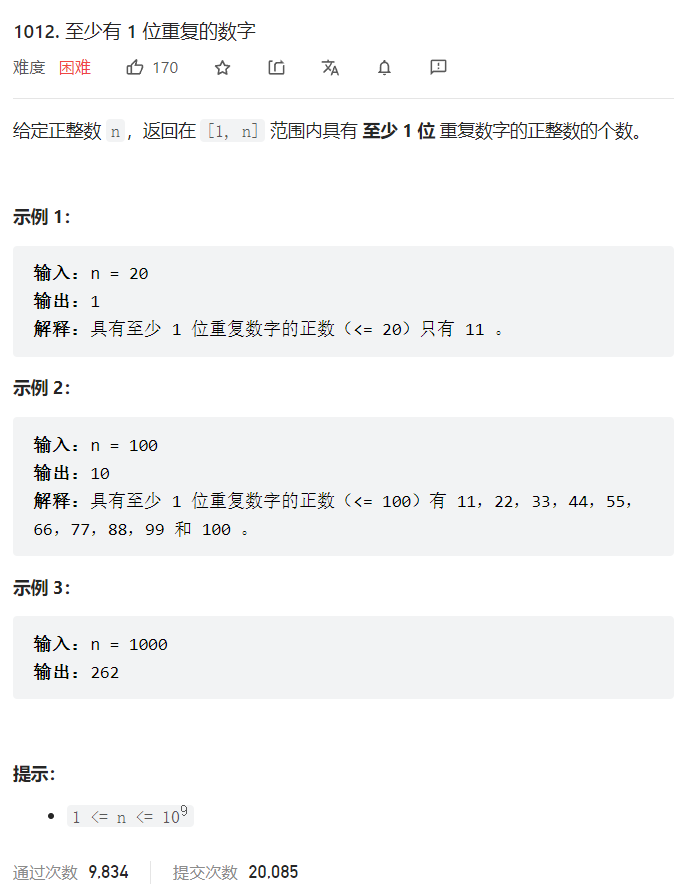 1012. 至少有 1 位重复的数字
难度 困难 170
给定正整数 n，返回在 [1, n] 范围内具有 至少 1 位 重复数字的正整数的个数。
示例 1：
输入：n = 20
输出：1
解释：具有至少 1 位重复数字的正数（<= 20）只有 11 。
示例 2：
输入：n = 100
输出：10
解释：具有至少 1 位重复数字的正数（<= 100）有 11，22，33，44，55，
66，77，88，99 和 100 。
示例 3：
输入：n = 1000
输出：262
提示：
• 1 <= n <= 10⁹
通过次数 9,834 提交次数 20,085